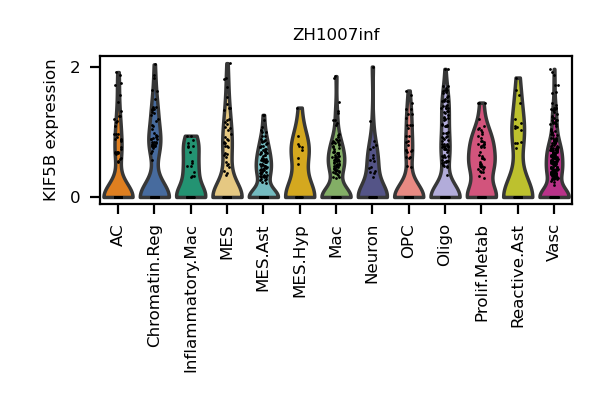 ZH1007inf
KIF5B expression
2
0
AC
Chromatin.Reg
Inflammatory.Mac
MES
MES.Ast
MES.Hyp
Mac
Neuron
OPC
Oligo
Prolif.Metab
Reactive.Ast
Vasc